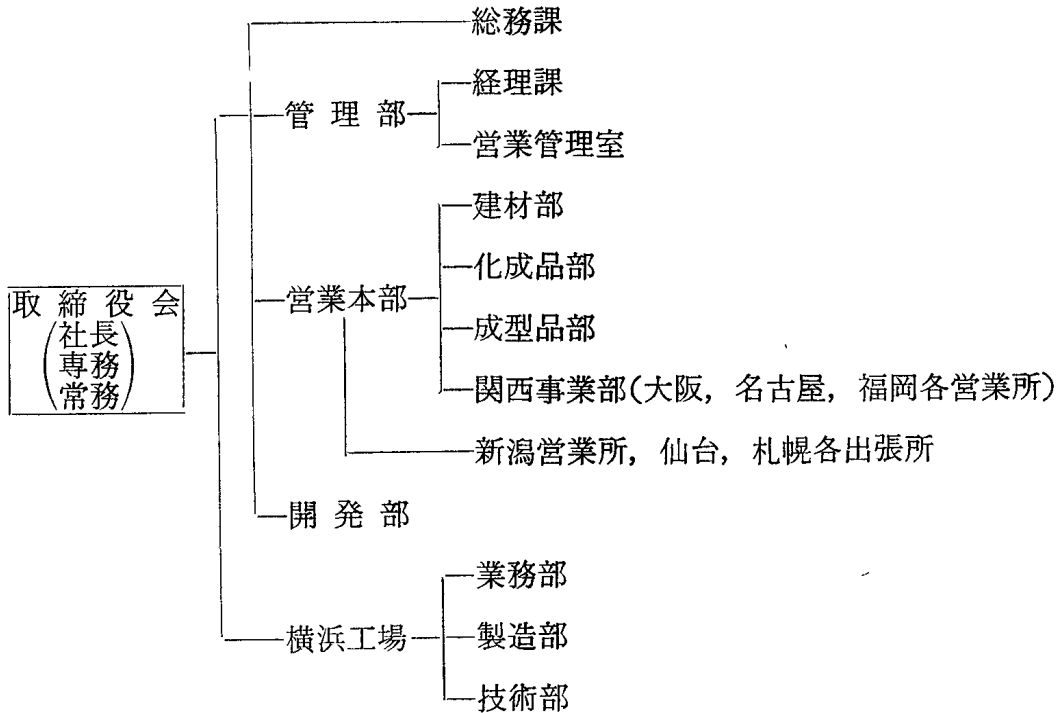 総務課
管理部
経理課
営業管理室
取締役会
(社長
専務
常務)
営業本部
建材部
化成品部
成型品部
関西事業部(大阪, 名古屋, 福岡各営業所)
新潟営業所, 仙台, 札幌各出張所
開発部
横浜工場
業務部
製造部
技術部